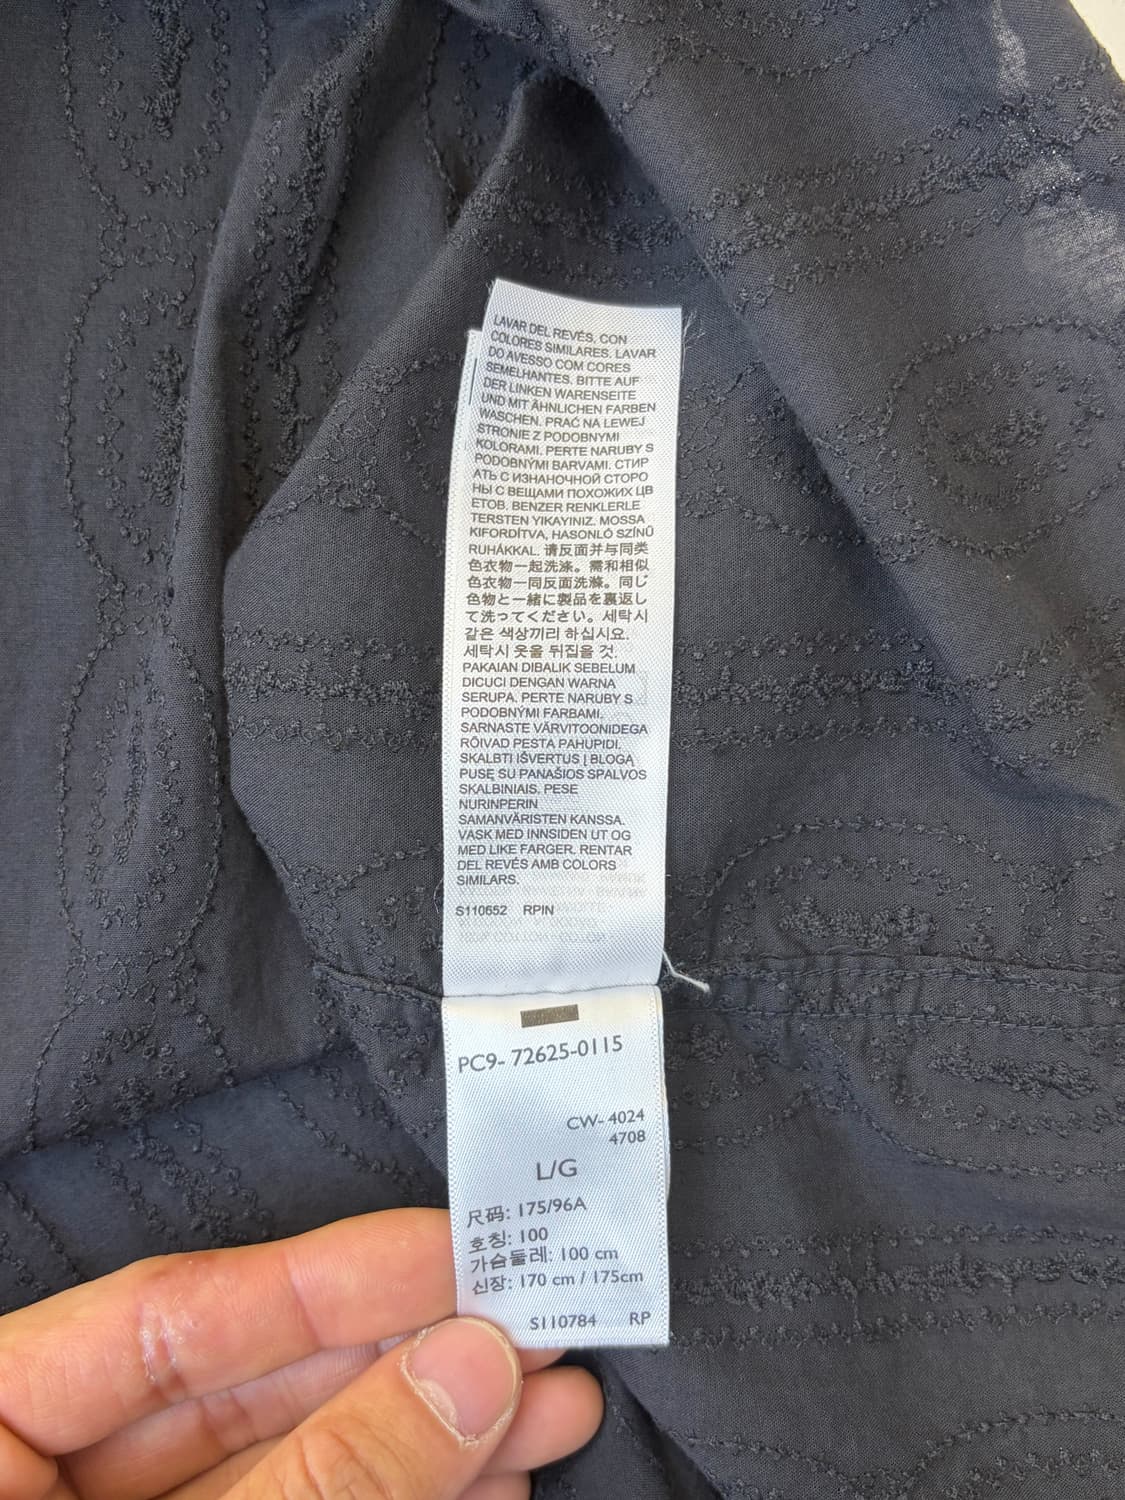 LAVAR DEL REVÉS, CON
COLORES SIMILARES. LAVAR
DO AVESSO COM CORES
SEMELHANTES. BITTE AUF
DER LINKEN WARENSEITE
UND MIT ÄHNLICHEN FARBEN
WASCHEN. PRAĆ NA LEWEJ
STRONIE Z PODOBNYMI
KOLORAMI. PERTE NARUBY S
PODOBNÝMI BARVAMI. СТИР
АТЬ С ИЗНАНОЧНОЙ СТОРО
НЫ С ВЕЩАМИ ПОХОЖИХ ЦВ
ЕТОВ. BENZER RENKLERLE
TERSTEN YIKAYINIZ. MOSSA
KIFORDÍTVA, HASONLÓ SZÍNŰ
RUHÁKKAL. 请反面并与同类
色衣物一起洗涤。需和相似
色衣物一同反面洗滌。同じ
色物と一緒に製品を裏返し
て洗ってください。세탁시
같은 색상끼리 하십시요.
세탁시 옷을 뒤집을 것.
PAKAIAN DIBALIK SEBELUM
DICUCI DENGAN WARNA
SERUPA. PERTE NARUBY S
PODOBNÝMI FARBAMI.
SARNASTE VÄRVITOONIDEGA
RÕIVAD PESTA PAHUPIDI.
SKALBTI IŠVERTUS Į BLOGĄ
PUSĘ SU PANAŠIOS SPALVOS
SKALBINIAIS. PESE
NURINPERIN
SAMANVÄRISTEN KANSSA.
VASK MED INNSIDEN UT OG
MED LIKE FARGER. RENTAR
DEL REVÉS AMB COLORS
SIMILARS.
S110652 RPIN
PC9- 72625-0115
CW- 4024
4708
L/G
尺码: 175/96A
호칭: 100
가슴둘레: 100 cm
신장: 170 cm / 175cm
S110784 RP